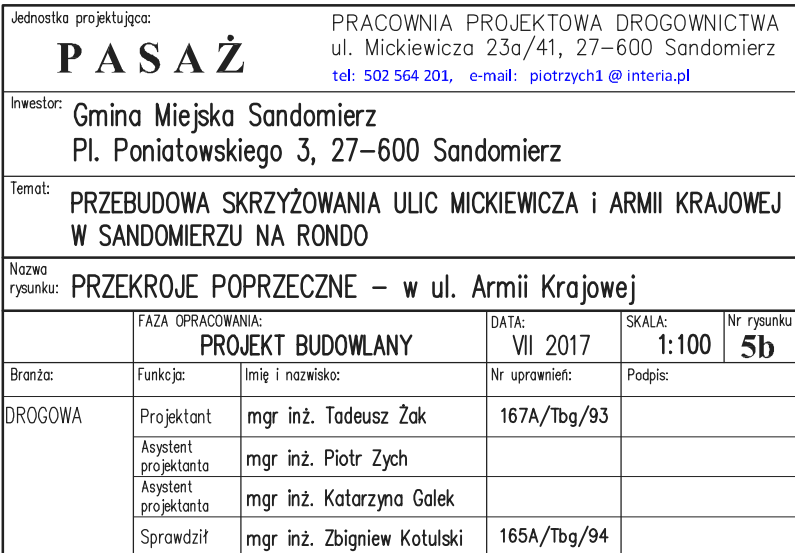 Jednostka projektująca:
PASAŻ
PRACOWNIA PROJEKTOWA DROGOWNICTWA
ul. Mickiewicza 23a/41, 27-600 Sandomierz
tel: 502 564 201, e-mail: piotrzych1 @ interia.pl
Inwestor:
Gmina Miejska Sandomierz
Pl. Poniatowskiego 3, 27-600 Sandomierz
Temat:
PRZEBUDOWA SKRZYŻOWANIA ULIC MICKIEWICZA i ARMII KRAJOWEJ
W SANDOMIERZU NA RONDO
Nazwa
rysunku: PRZEKROJE POPRZECZNE – w ul. Armii Krajowej
FAZA OPRACOWANIA: DATA: SKALA: Nr rysunku
PROJEKT BUDOWLANY VII 2017 1:100 5b
Branża: Funkcja: Imię i nazwisko: Nr uprawnień: Podpis:
DROGOWA Projektant mgr inż. Tadeusz Żak 167A/Tbg/93
Asystent
projektanta mgr inż. Piotr Zych
Asystent
projektanta mgr inż. Katarzyna Galek
Sprawdził mgr inż. Zbigniew Kotulski 165A/Tbg/94